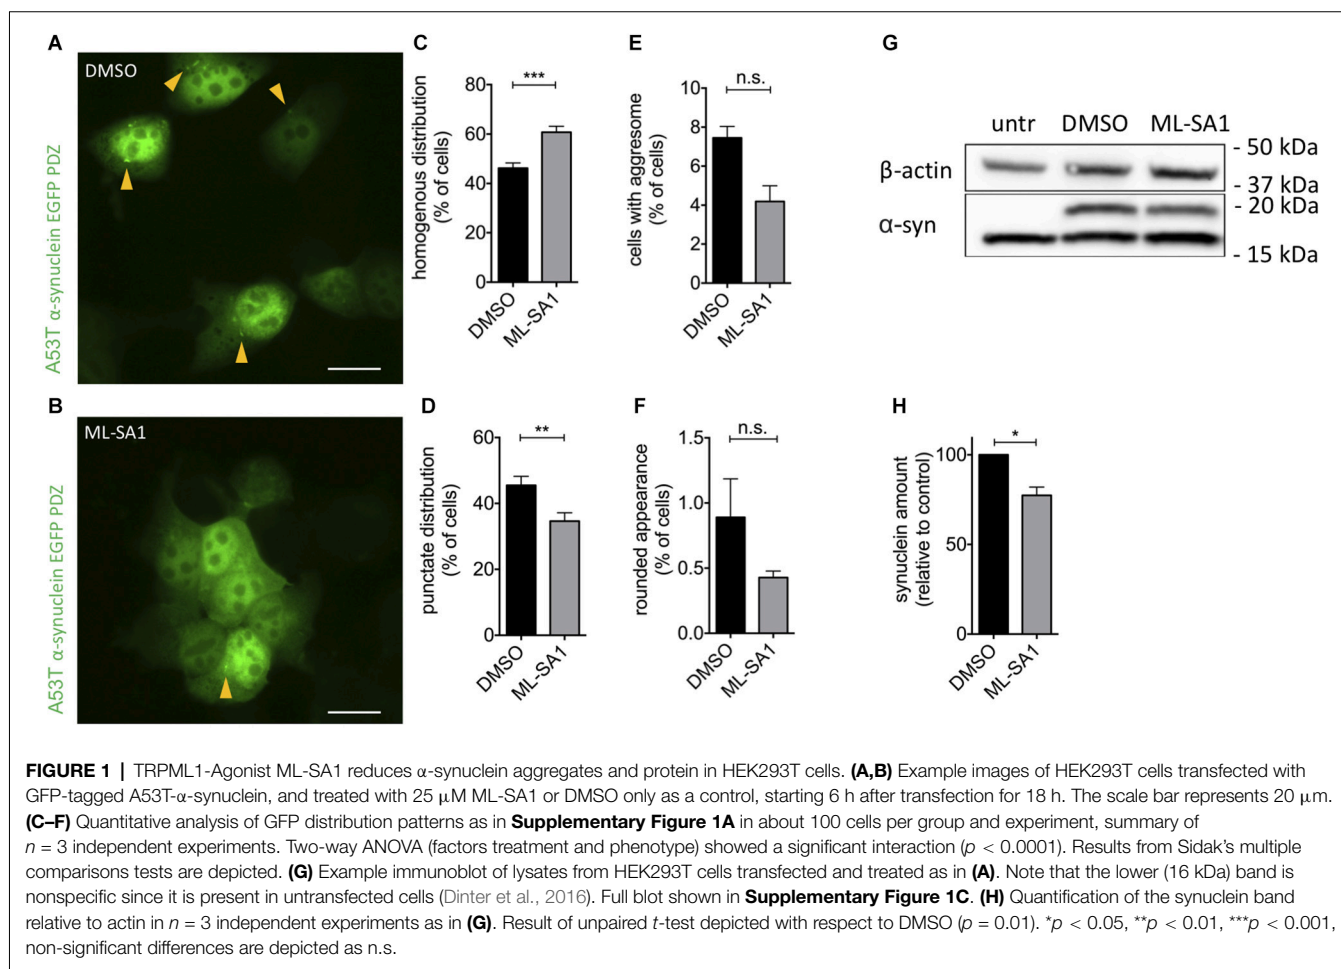 A
DMSO
A53T α-synuclein EGFP PDZ
B
ML-SA1
A53T α-synuclein EGFP PDZ
C
***
80
60
40
20
0
homogenous distribution
(% of cells)
DMSO
ML-SA1
D
**
60
40
20
0
punctate distribution
(% of cells)
DMSO
ML-SA1
E
n.s.
10
8
6
4
2
0
cells with aggresome
(% of cells)
DMSO
ML-SA1
F
n.s.
1.5
1.0
0.5
0.0
rounded appearance
(% of cells)
DMSO
ML-SA1
G
untr DMSO ML-SA1
β-actin
α-syn
- 50 kDa
- 37 kDa
- 20 kDa
- 15 kDa
H
*
100
50
0
synuclein amount
(relative to control)
DMSO
ML-SA1
FIGURE 1 | TRPML1-Agonist ML-SA1 reduces α-synuclein aggregates and protein in HEK293T cells. (A,B) Example images of HEK293T cells transfected with
GFP-tagged A53T-α-synuclein, and treated with 25 μM ML-SA1 or DMSO only as a control, starting 6 h after transfection for 18 h. The scale bar represents 20 μm.
(C–F) Quantitative analysis of GFP distribution patterns as in Supplementary Figure 1A in about 100 cells per group and experiment, summary of
n = 3 independent experiments. Two-way ANOVA (factors treatment and phenotype) showed a significant interaction (p < 0.0001). Results from Sidak's multiple
comparisons tests are depicted. (G) Example immunoblot of lysates from HEK293T cells transfected and treated as in (A). Note that the lower (16 kDa) band is
nonspecific since it is present in untransfected cells (Dinter et al., 2016). Full blot shown in Supplementary Figure 1C. (H) Quantification of the synuclein band
relative to actin in n = 3 independent experiments as in (G). Result of unpaired t-test depicted with respect to DMSO (p = 0.01). *p < 0.05, **p < 0.01, ***p < 0.001,
non-significant differences are depicted as n.s.